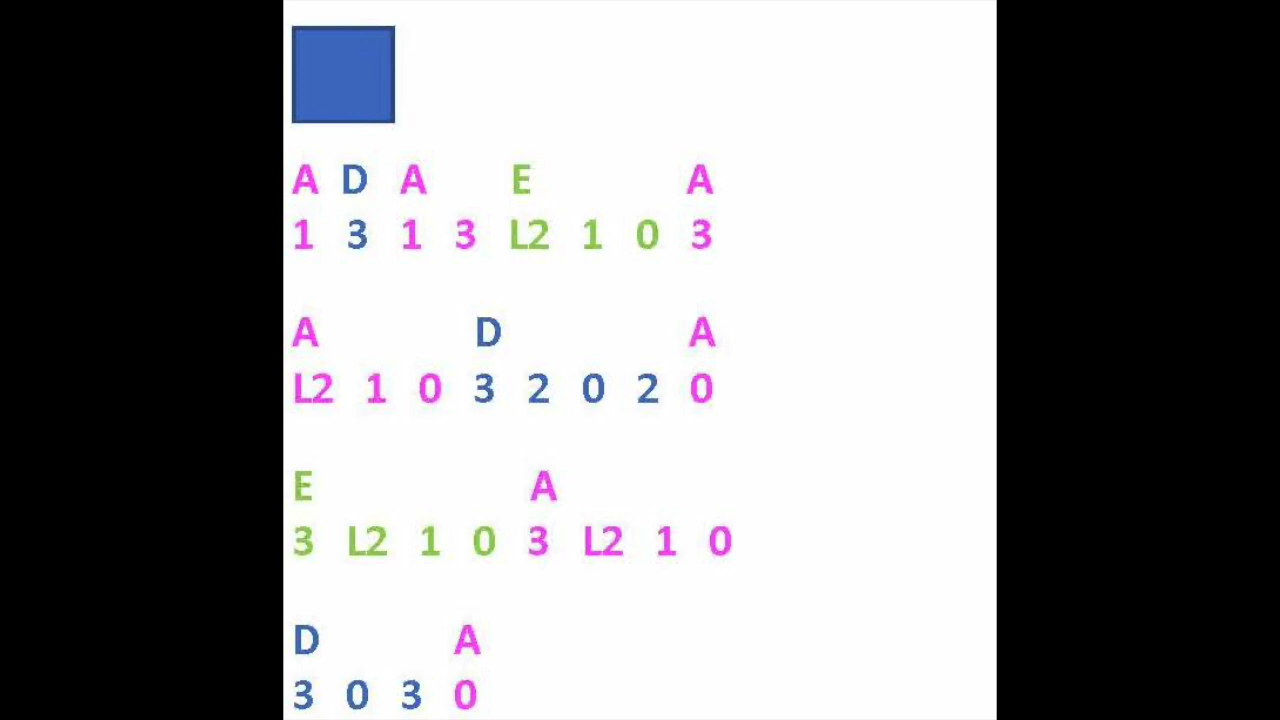 A D A E A
1 3 1 3 L2 1 0 3
A D A
L2 1 0 3 2 0 2 0
E A
3 L2 1 0 3 L2 1 0
D A
3 0 3 0